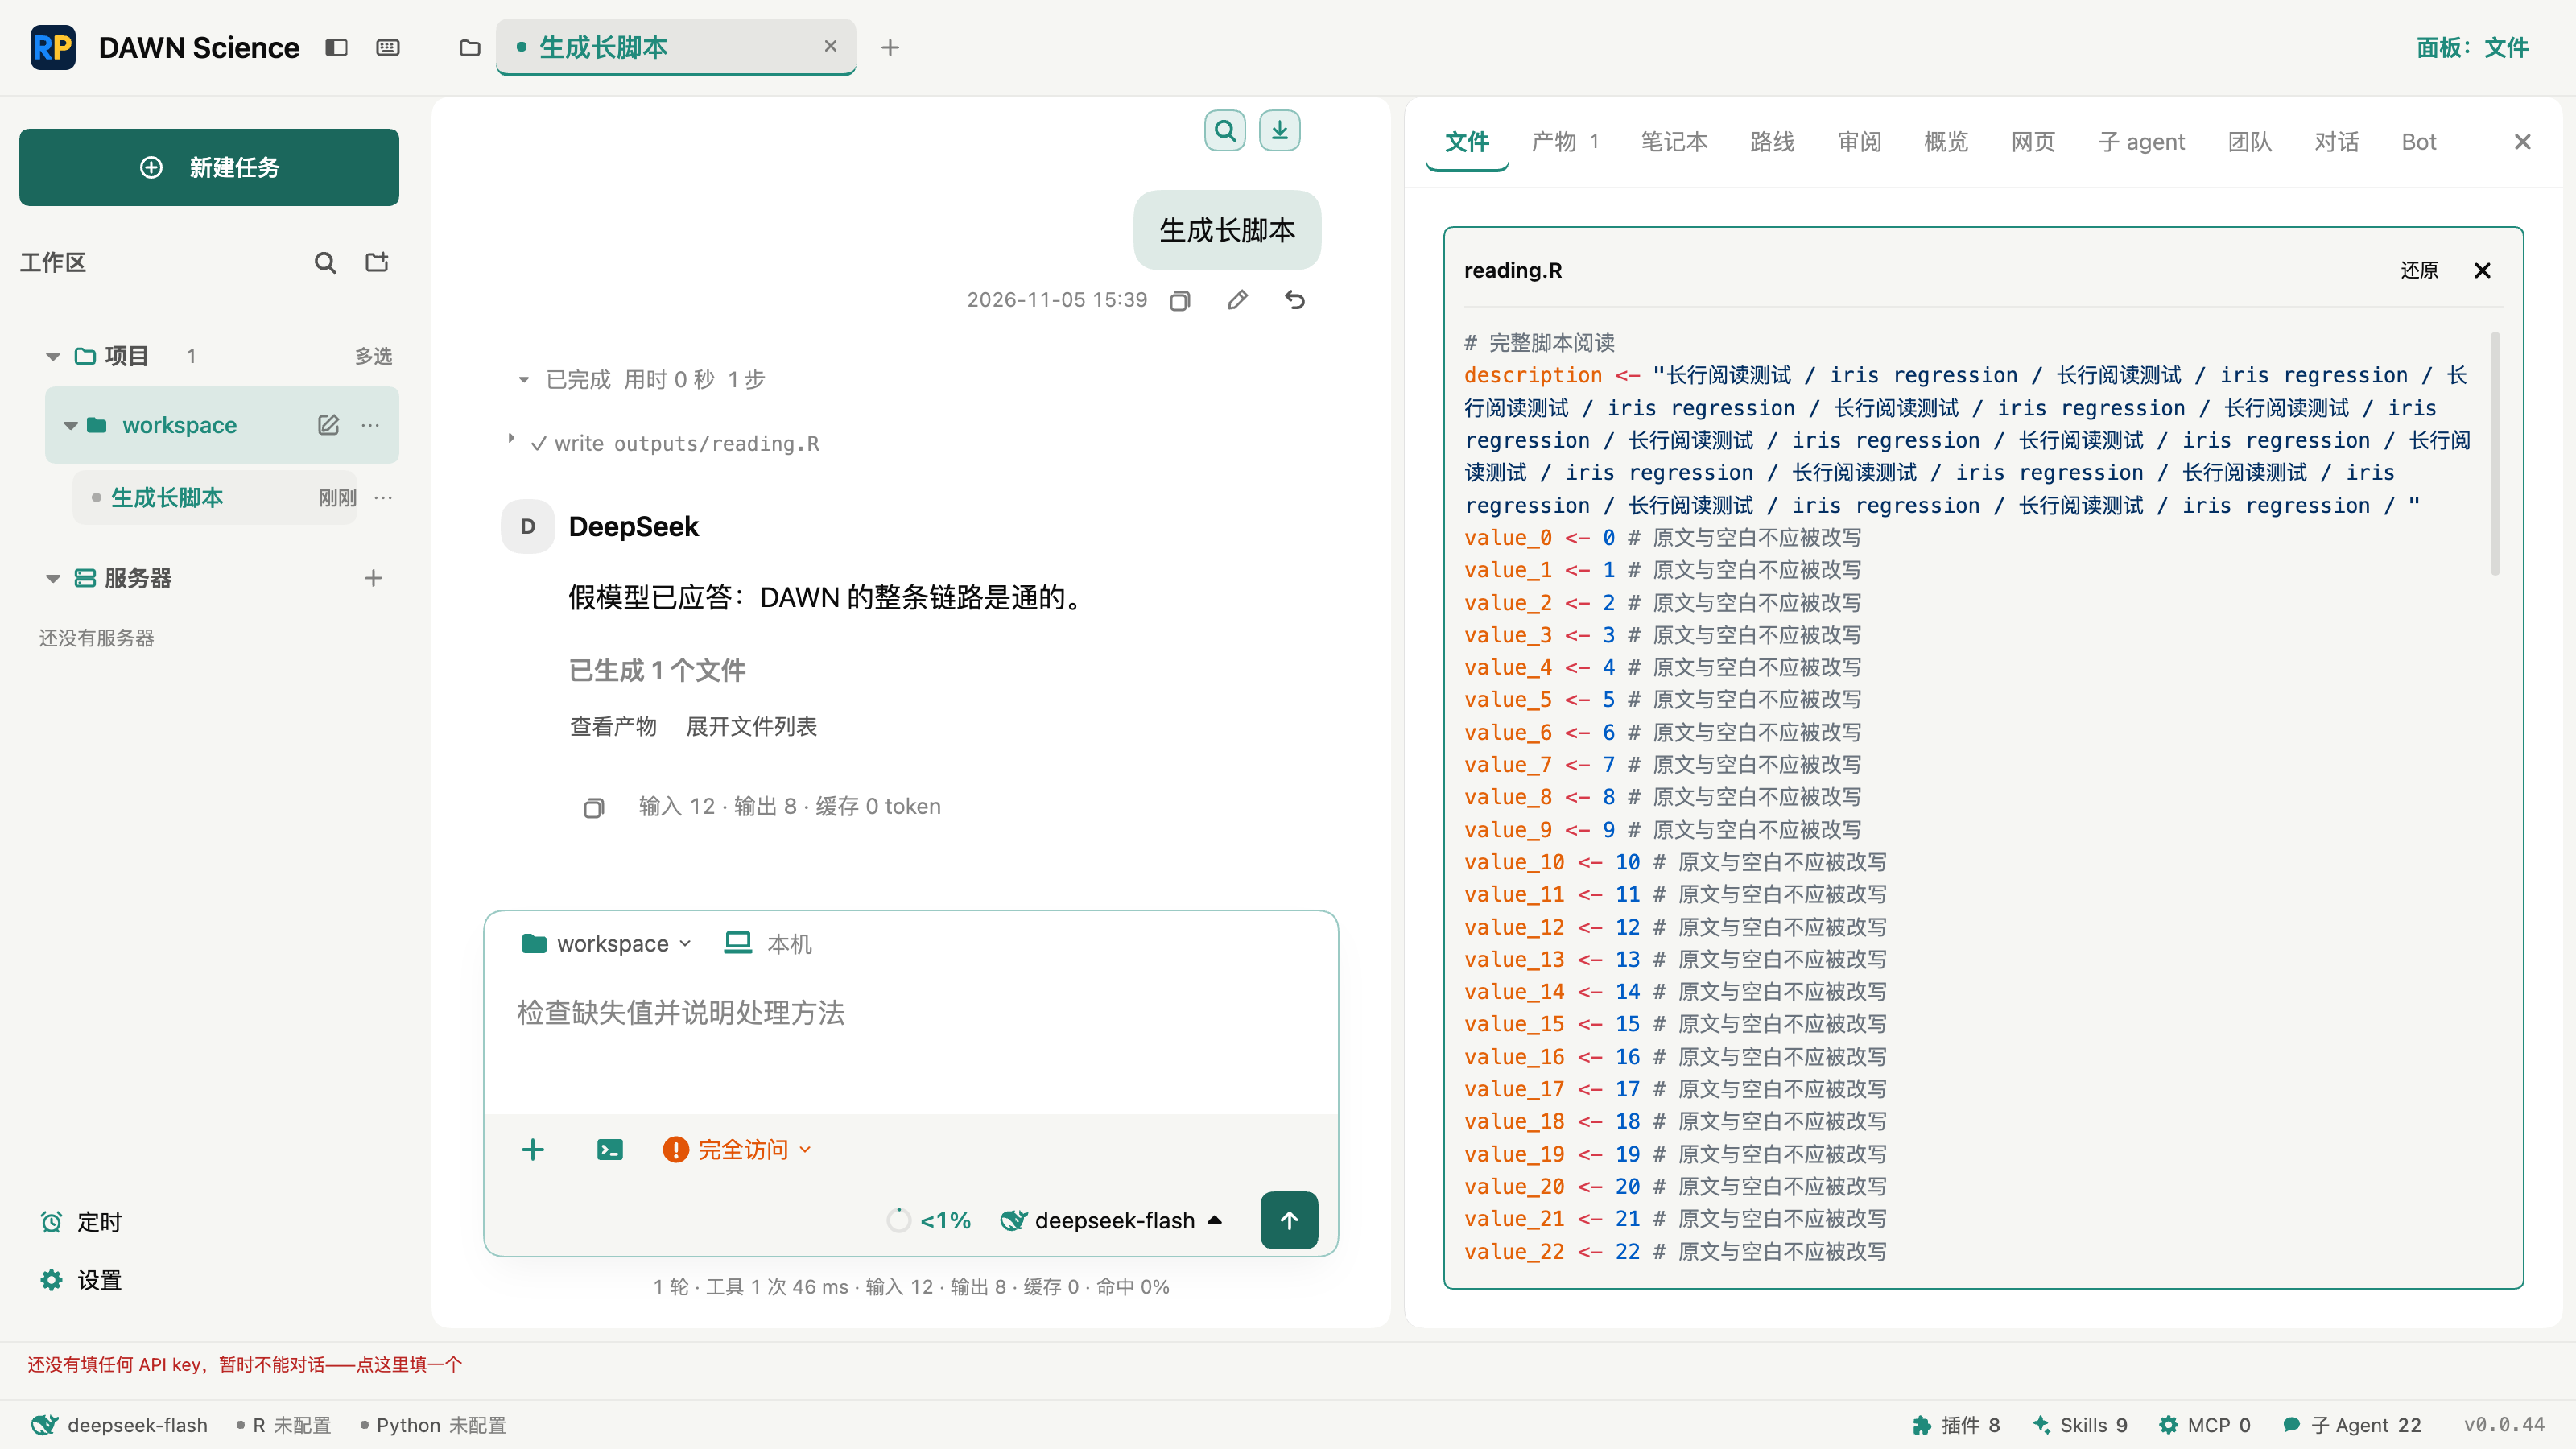 RP DAWN Science
生成长脚本
面板：文件
新建任务
工作区
项目 1 多选
workspace
生成长脚本 刚刚
服务器
还没有服务器
定时
设置
生成长脚本
2026-11-05 15:39
已完成 用时 0 秒 1 步
write outputs/reading.R
D DeepSeek
假模型已应答：DAWN 的整条链路是通的。
已生成 1 个文件
查看产物 展开文件列表
输入 12 · 输出 8 · 缓存 0 token
workspace 本机
检查缺失值并说明处理方法
完全访问
<1% deepseek-flash
1 轮 · 工具 1 次 46 ms · 输入 12 · 输出 8 · 缓存 0 · 命中 0%
文件 产物 1 笔记本 路线 审阅 概览 网页 子 agent 团队 对话 Bot
reading.R 还原
# 完整脚本阅读
description <- "长行阅读测试 / iris regression / 长行阅读测试 / iris regression / 长
行阅读测试 / iris regression / 长行阅读测试 / iris regression / 长行阅读测试 / iris
regression / 长行阅读测试 / iris regression / 长行阅读测试 / iris regression / 长行阅
读测试 / iris regression / 长行阅读测试 / iris regression / 长行阅读测试 / iris
regression / 长行阅读测试 / iris regression / 长行阅读测试 / iris regression / "
value_0 <- 0 # 原文与空白不应被改写
value_1 <- 1 # 原文与空白不应被改写
value_2 <- 2 # 原文与空白不应被改写
value_3 <- 3 # 原文与空白不应被改写
value_4 <- 4 # 原文与空白不应被改写
value_5 <- 5 # 原文与空白不应被改写
value_6 <- 6 # 原文与空白不应被改写
value_7 <- 7 # 原文与空白不应被改写
value_8 <- 8 # 原文与空白不应被改写
value_9 <- 9 # 原文与空白不应被改写
value_10 <- 10 # 原文与空白不应被改写
value_11 <- 11 # 原文与空白不应被改写
value_12 <- 12 # 原文与空白不应被改写
value_13 <- 13 # 原文与空白不应被改写
value_14 <- 14 # 原文与空白不应被改写
value_15 <- 15 # 原文与空白不应被改写
value_16 <- 16 # 原文与空白不应被改写
value_17 <- 17 # 原文与空白不应被改写
value_18 <- 18 # 原文与空白不应被改写
value_19 <- 19 # 原文与空白不应被改写
value_20 <- 20 # 原文与空白不应被改写
value_21 <- 21 # 原文与空白不应被改写
value_22 <- 22 # 原文与空白不应被改写
还没有填任何 API key，暂时不能对话——点这里填一个
deepseek-flash R 未配置 Python 未配置
插件 8 Skills 9 MCP 0 子 Agent 22 v0.0.44